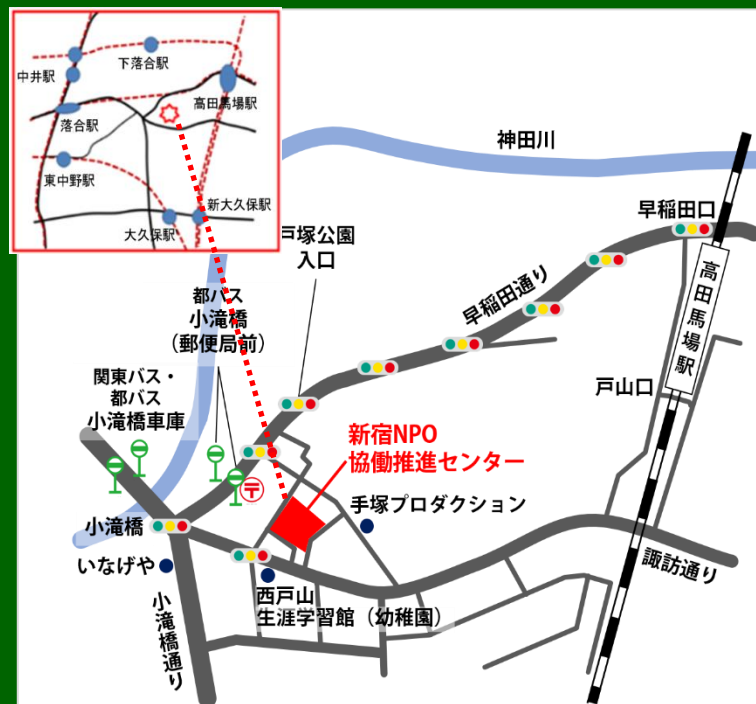 下落合駅
中井駅
高田馬場駅
落合駅
東中野駅
新大久保駅
大久保駅
神田川
早稲田口
戸塚公園
入口
早稲田通り
高田馬場駅
都バス
小滝橋
(郵便局前)
関東バス・
都バス
小滝橋車庫
戸山口
新宿NPO
協働推進センター
手塚プロダクション
小滝橋
いなげや
西戸山
生涯学習館(幼稚園)
諏訪通り
小滝橋通り